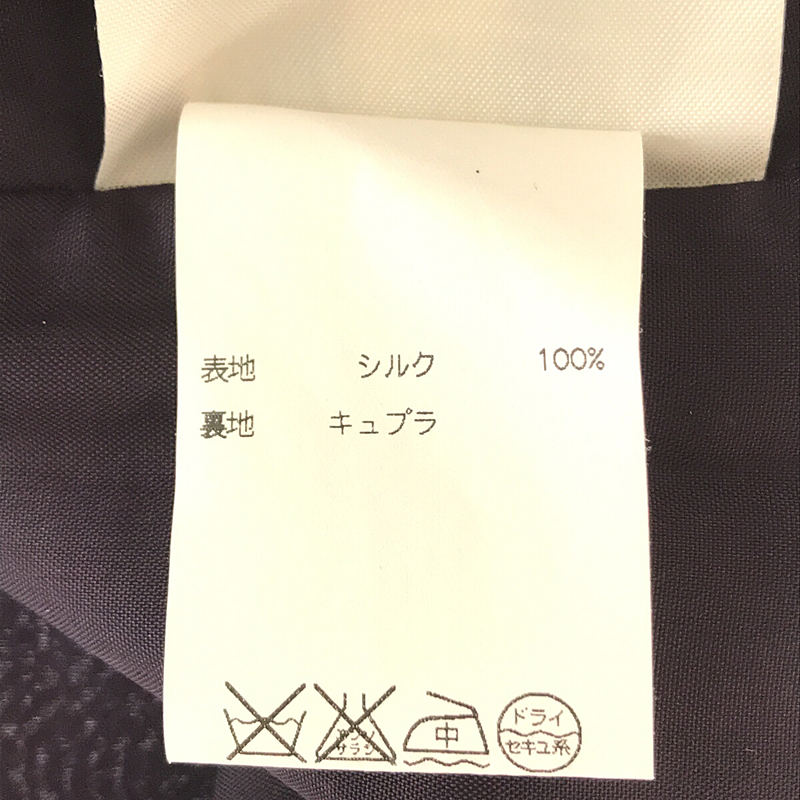 表地 シルク 100%
裏地 キュプラ
エンソ サラシ 中 ドライ セキユ系